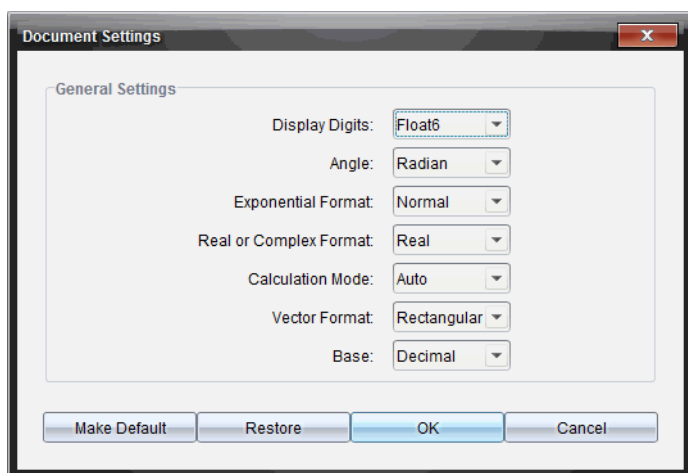 Document Settings
General Settings
Display Digits: Float6
Angle: Radian
Exponential Format: Normal
Real or Complex Format: Real
Calculation Mode: Auto
Vector Format: Rectangular
Base: Decimal
Make Default Restore OK Cancel